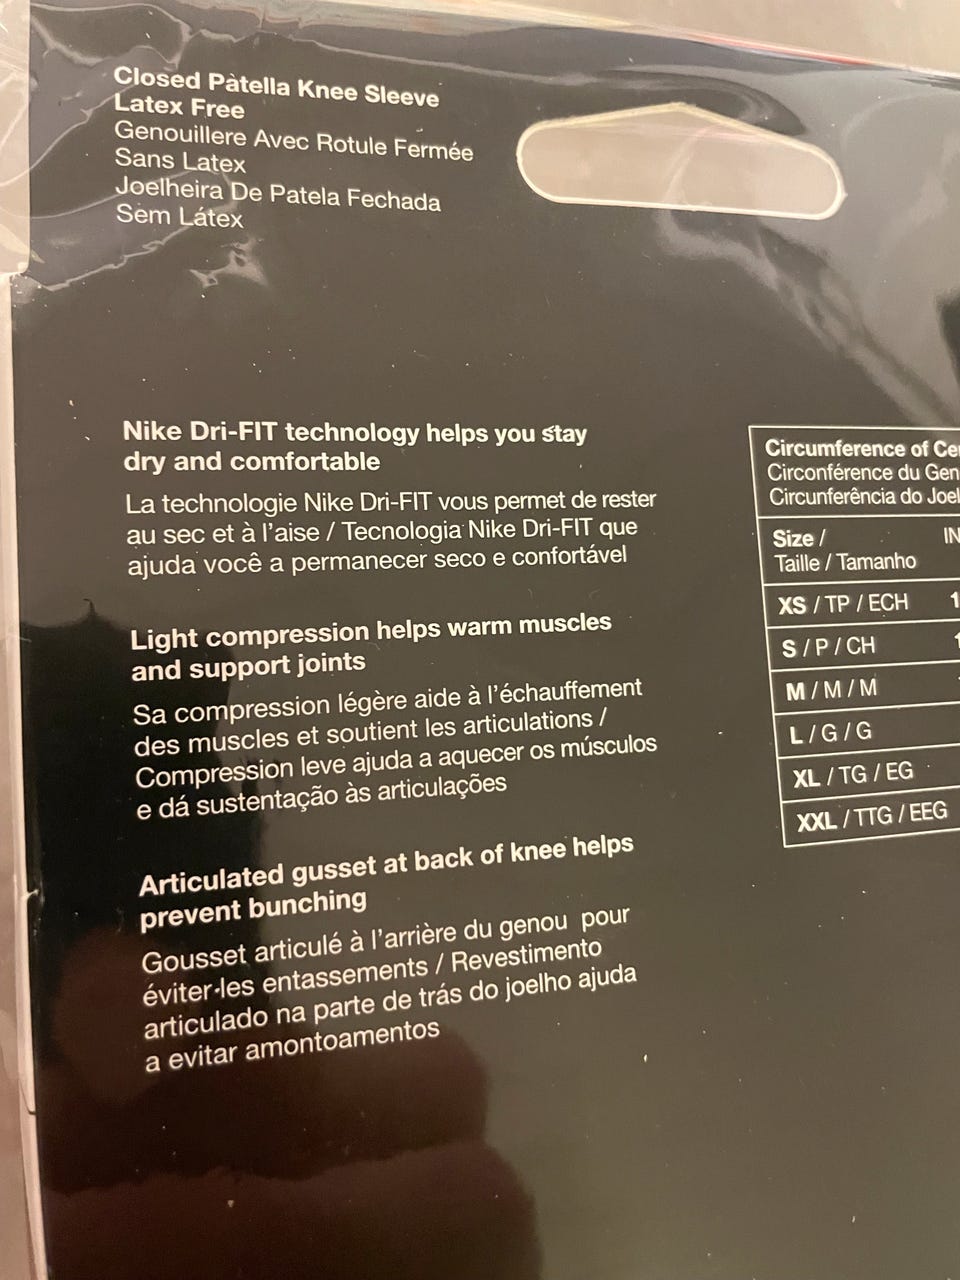 Closed Patella Knee Sleeve
Latex Free
Genouillere Avec Rotule Fermée
Sans Latex
Joelheira De Patela Fechada
Sem Látex
Nike Dri-FIT technology helps you stay
dry and comfortable
La technologie Nike Dri-FIT vous permet de rester
au sec et à l'aise / Tecnologia Nike Dri-FIT que
ajuda você a permanecer seco e confortável
Light compression helps warm muscles
and support joints
Sa compression légère aide à l'échauffement
des muscles et soutient les articulations /
Compression leve ajuda a aquecer os músculos
e dá sustentação às articulações
Articulated gusset at back of knee helps
prevent bunching
Gousset articulé à l'arrière du genou pour
éviter les entassements / Revestimento
articulado na parte de trás do joelho ajuda
a evitar amontoamentos
Circumference of
Circonférence du
Circunferência do
Size /
Taille / Tamanho
XS / TP / ECH
S / P / CH
M / M / M
L / G / G
XL / TG / EG
XXL / TTG / EEG